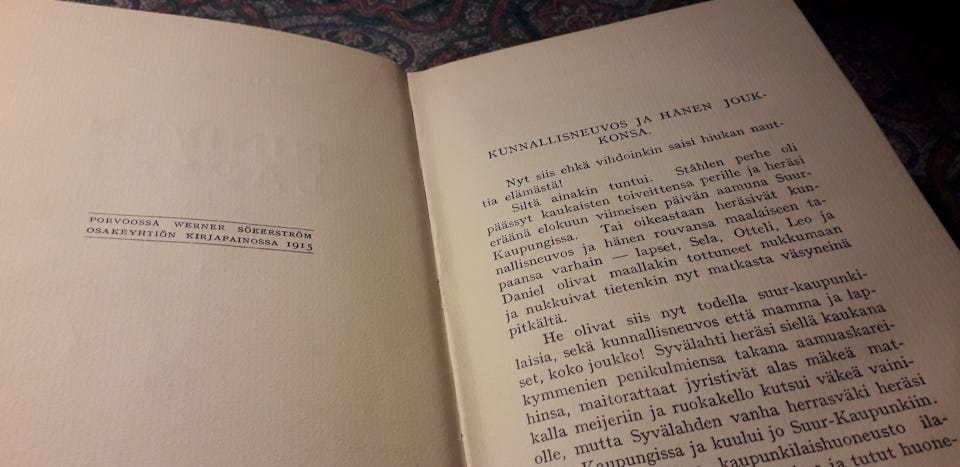 PORVOOSSA WERNER SÖDERSTRÖM
OSAKEYHTIÖN KIRJAPAINOSSA 1915
KUNNALLISNEUVOS JA HÄNEN JOUK-
KONSA.
Nyt siis ehkä vihdoinkin saisi hiukan naut-
tia elämästä!
Siltä ainakin tuntui. Ståhlen perhe oli
päässyt kaukaisten toiveittensa perille ja heräsi
eräänä elokuun viimeisen päivän aamuna Suur-
Kaupungissa. Tai oikeastaan heräsivät kun-
nallisneuvos ja hänen rouvansa maalaiseen ta-
paansa varhain — lapset, Sela, Otteli, Leo ja
Daniel olivat maallakin tottuneet nukkumaan
ja nukkuivat tietenkin nyt matkasta väsyneinä
pitkältä.
He olivat siis nyt todella suur-kaupunki-
laisia, sekä kunnallisneuvos että mamma ja lap-
set, koko joukko! Syvälahti heräsi siellä kaukana
kymmenien penikulmiensa takana aamuaskarei-
hinsa, maitorattaat jyristivät alas mäkeä mat-
kalla meijeriin ja ruokakello kutsui väkeä vaini-
olle, mutta Syvälahden vanha herrasväki heräsi
Kaupungissa ja kuului jo Suur-Kaupunkiin.
kaupunkilaishuoneusto ila-
ja tutut huone-